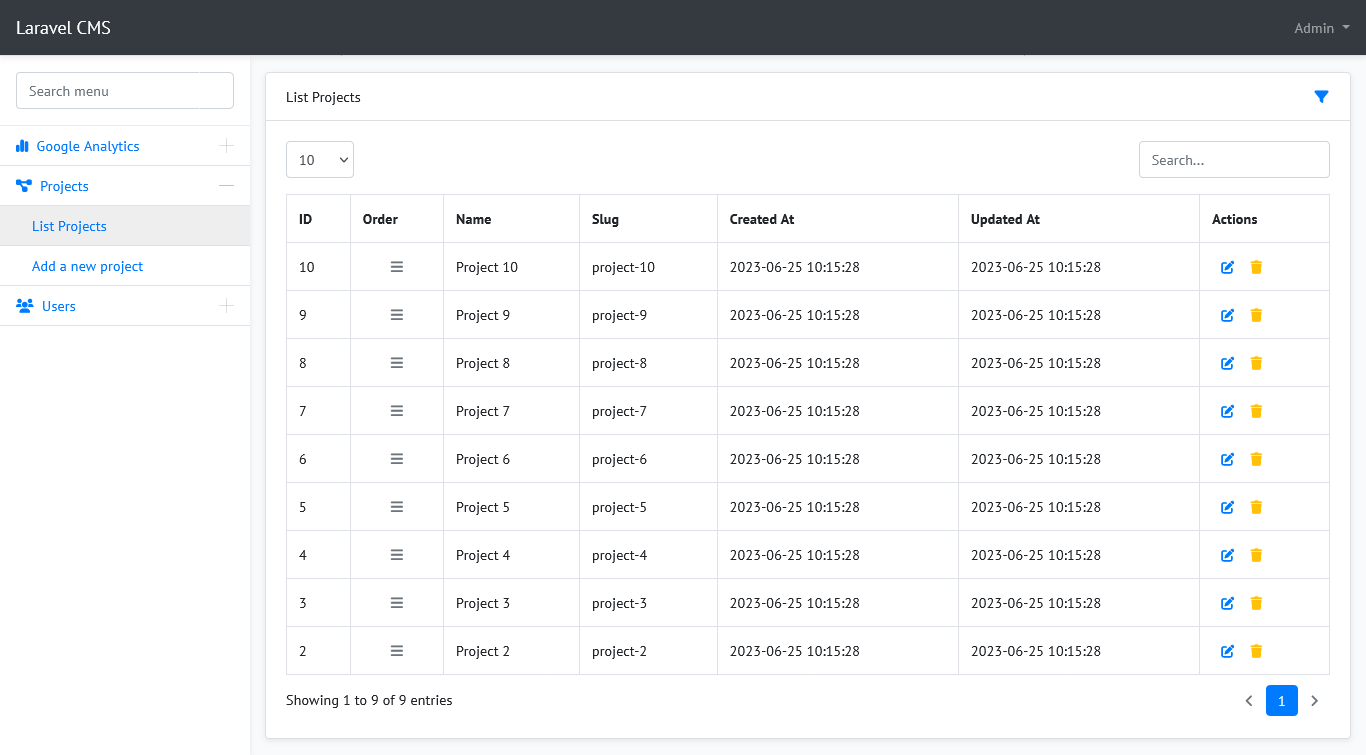 Laravel CMS
Admin
Search menu
Google Analytics
Projects
List Projects
Add a new project
Users
List Projects
10
Search...
ID Order Name Slug Created At Updated At Actions
10 Project 10 project-10 2023-06-25 10:15:28 2023-06-25 10:15:28
9 Project 9 project-9 2023-06-25 10:15:28 2023-06-25 10:15:28
8 Project 8 project-8 2023-06-25 10:15:28 2023-06-25 10:15:28
7 Project 7 project-7 2023-06-25 10:15:28 2023-06-25 10:15:28
6 Project 6 project-6 2023-06-25 10:15:28 2023-06-25 10:15:28
5 Project 5 project-5 2023-06-25 10:15:28 2023-06-25 10:15:28
4 Project 4 project-4 2023-06-25 10:15:28 2023-06-25 10:15:28
3 Project 3 project-3 2023-06-25 10:15:28 2023-06-25 10:15:28
2 Project 2 project-2 2023-06-25 10:15:28 2023-06-25 10:15:28
Showing 1 to 9 of 9 entries
1